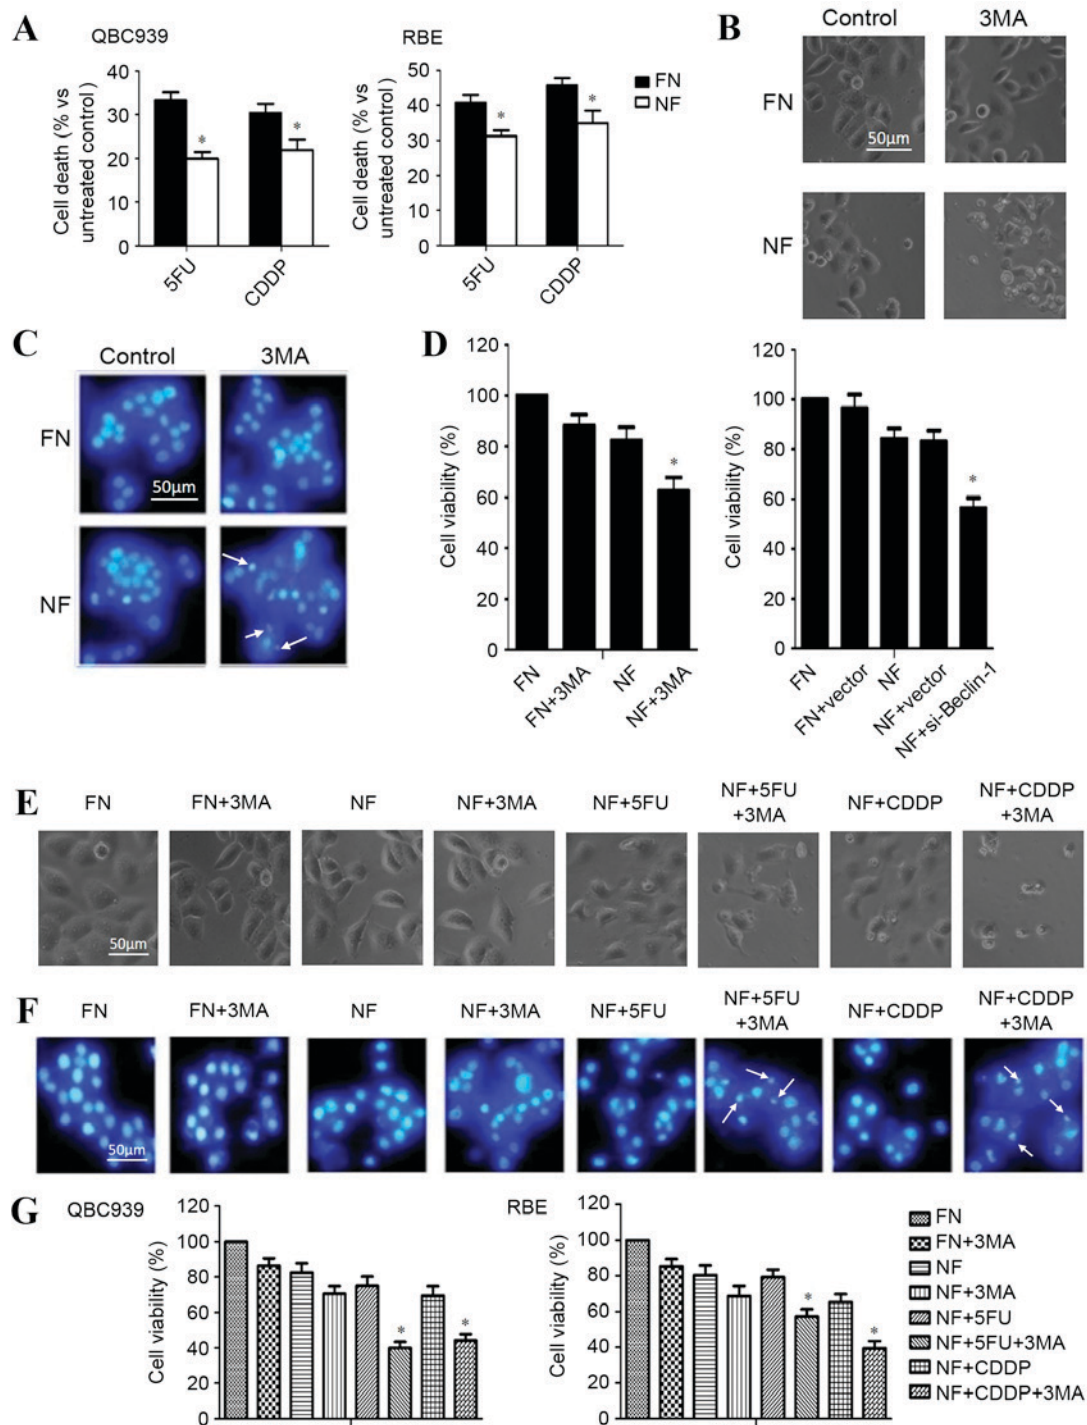 A
QBC939
Cell death (% vs
untreated control)
40
30
20
10
0
*
*
5FU
CDDP
RBE
Cell death (% vs
untreated control)
50
40
30
20
10
0
*
*
5FU
CDDP
FN
NF
B
Control
3MA
FN
50µm
NF
C
Control
3MA
FN
50µm
NF
D
Cell viability (%)
120
100
80
60
40
20
0
*
FN
FN+3MA
NF
NF+3MA
Cell viability (%)
120
100
80
60
40
20
0
*
FN
FN+vector
NF
NF+vector
NF+si-Beclin-1
E
FN
FN+3MA
NF
NF+3MA
NF+5FU
NF+5FU
+3MA
NF+CDDP
NF+CDDP
+3MA
50µm
F
FN
FN+3MA
NF
NF+3MA
NF+5FU
NF+5FU
+3MA
NF+CDDP
NF+CDDP
+3MA
50µm
G
QBC939
Cell viability (%)
120
100
80
60
40
20
0
*
*
RBE
Cell viability (%)
120
100
80
60
40
20
0
*
*
FN
FN+3MA
NF
NF+3MA
NF+5FU
NF+5FU+3MA
NF+CDDP
NF+CDDP+3MA